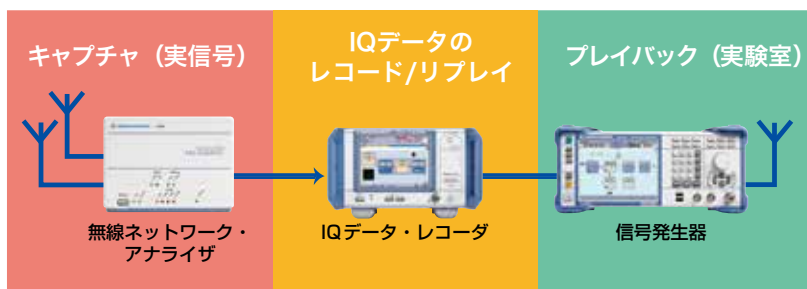 キャプチャ（実信号）
IQデータの
レコード/リプレイ
プレイバック（実験室）
無線ネットワーク・
アナライザ
IQデータ・レコーダ
信号発生器